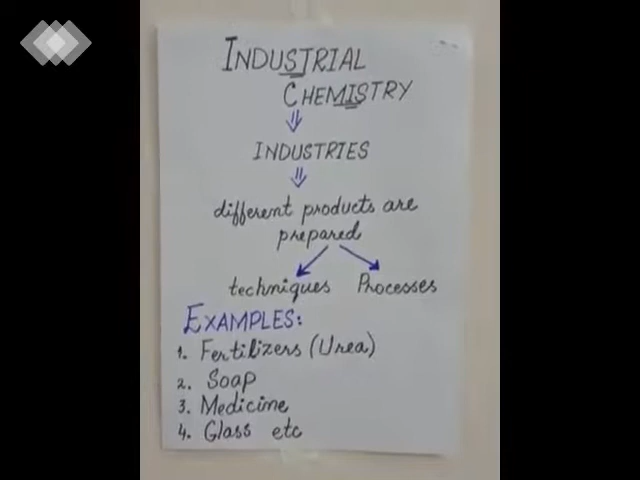 INDUSTRIAL
CHEMISTRY
⇓
INDUSTRIES
⇓
different products are
prepared
techniques Processes
EXAMPLES:
1. Fertilizers (Urea)
2. Soap
3. Medicine
4. Glass etc